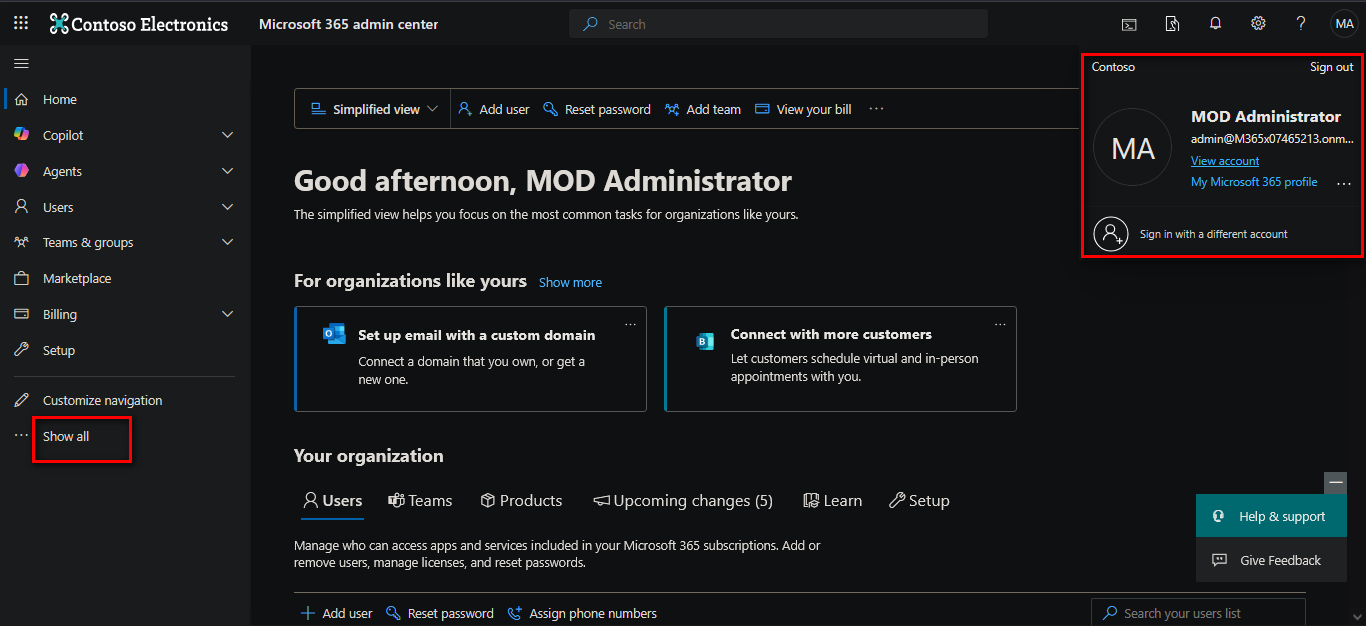 Contoso Electronics
Microsoft 365 admin center
Search
MA
Contoso
Sign out
MA
MOD Administrator
admin@M365x07465213.onm...
View account
My Microsoft 365 profile
Sign in with a different account
Home
Copilot
Agents
Users
Teams & groups
Marketplace
Billing
Setup
Customize navigation
Show all
Simplified view
Add user
Reset password
Add team
View your bill
Good afternoon, MOD Administrator
The simplified view helps you focus on the most common tasks for organizations like yours.
For organizations like yours
Show more
Set up email with a custom domain
Connect a domain that you own, or get a
new one.
Connect with more customers
Let customers schedule virtual and in-person
appointments with you.
Your organization
Users
Teams
Products
Upcoming changes (5)
Learn
Setup
Manage who can access apps and services included in your Microsoft 365 subscriptions. Add or
remove users, manage licenses, and reset passwords.
Add user
Reset password
Assign phone numbers
Search your users list
Help & support
Give Feedback